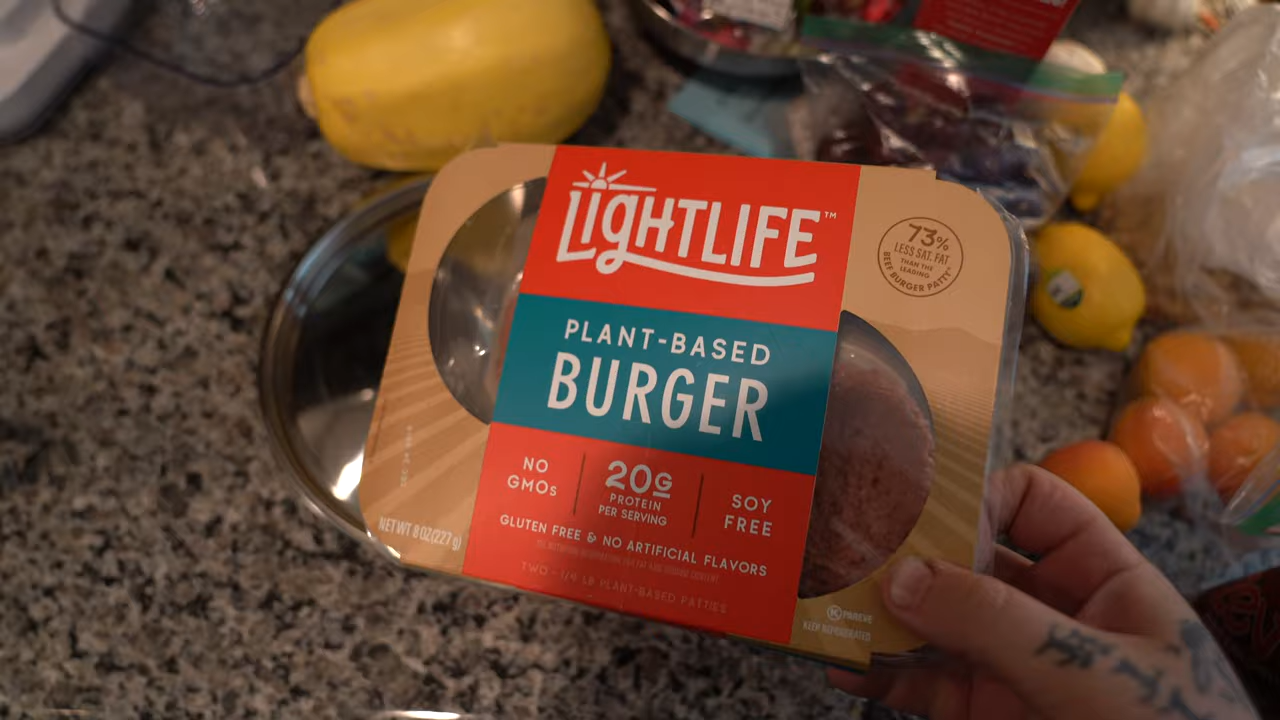 LIGHTLIFE™
73%
LESS SAT. FAT
THAN THE
LEADING
BEEF BURGER PATTY*
PLANT-BASED
BURGER
NO
GMOs
20G
PROTEIN
PER SERVING
SOY
FREE
GLUTEN FREE & NO ARTIFICIAL FLAVORS
TWO - 1/4 LB PLANT-BASED PATTIES
NET WT 8 OZ (227 g)
K PAREVE
KEEP REFRIGERATED